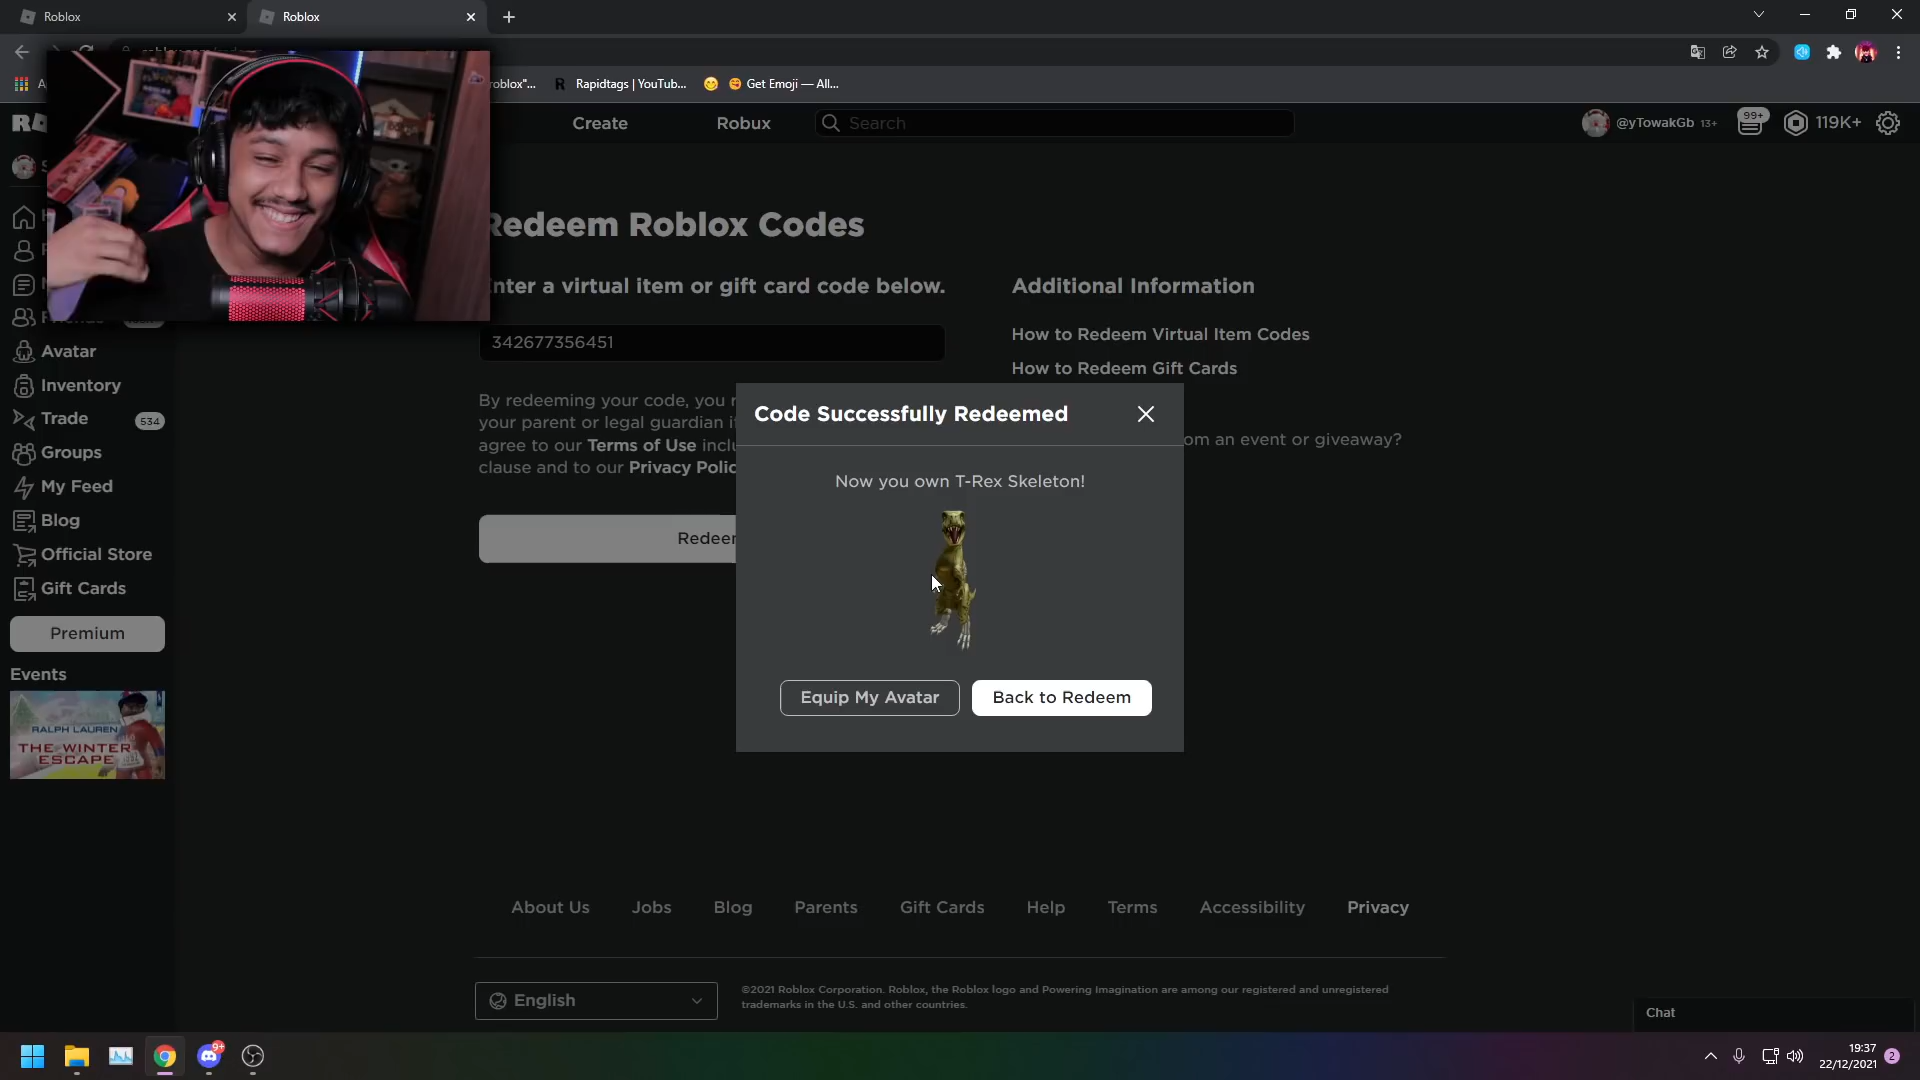 Roblox
Roblox
roblox"...
Rapidtags | YouTub...
Get Emoji — All...
Create
Robux
Search
@yTowakGb 13+
99+
119K+
Redeem Roblox Codes
Enter a virtual item or gift card code below.
342677356451
By redeeming your code, you r
your parent or legal guardian i
agree to our Terms of Use inclu
clause and to our Privacy Polic
Redeem
Additional Information
How to Redeem Virtual Item Codes
How to Redeem Gift Cards
om an event or giveaway?
Code Successfully Redeemed
Now you own T-Rex Skeleton!
Equip My Avatar
Back to Redeem
Friends
Avatar
Inventory
Trade
534
Groups
My Feed
Blog
Official Store
Gift Cards
Premium
Events
RALPH LAUREN
THE WINTER
ESCAPE
About Us
Jobs
Blog
Parents
Gift Cards
Help
Terms
Accessibility
Privacy
English
©2021 Roblox Corporation. Roblox, the Roblox logo and Powering Imagination are among our registered and unregistered
trademarks in the U.S. and other countries.
Chat
9+
19:37
22/12/2021
2